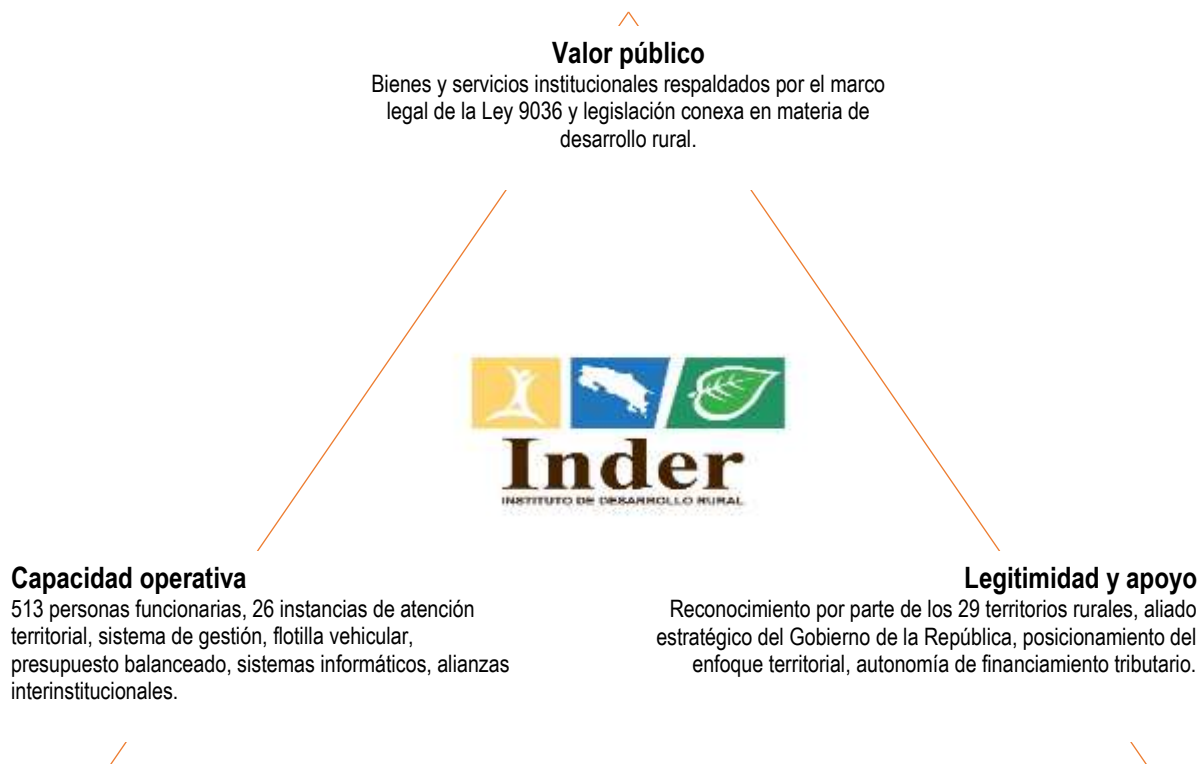 Valor público
Bienes y servicios institucionales respaldados por el marco
legal de la Ley 9036 y legislación conexa en materia de
desarrollo rural.
Inder
INSTITUTO DE DESARROLLO RURAL
Capacidad operativa
513 personas funcionarias, 26 instancias de atención
territorial, sistema de gestión, flotilla vehicular,
presupuesto balanceado, sistemas informáticos, alianzas
interinstitucionales.
Legitimidad y apoyo
Reconocimiento por parte de los 29 territorios rurales, aliado
estratégico del Gobierno de la República, posicionamiento del
enfoque territorial, autonomía de financiamiento tributario.